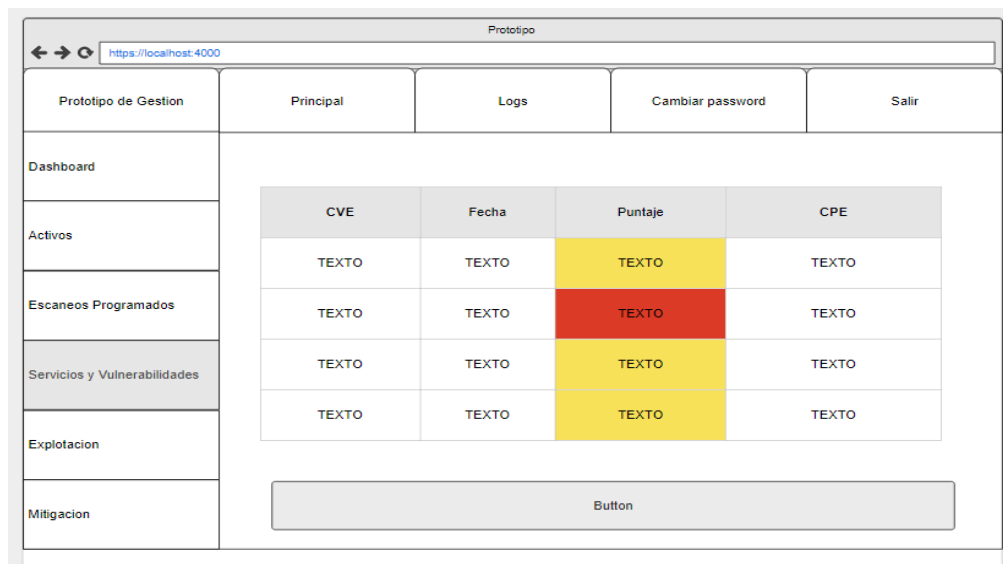 Prototipo
https://localhost:4000
Prototipo de Gestion Principal Logs Cambiar password Salir
Dashboard
Activos
Escaneos Programados
Servicios y Vulnerabilidades
Explotacion
Mitigacion
CVE Fecha Puntaje CPE
TEXTO TEXTO TEXTO TEXTO
TEXTO TEXTO TEXTO TEXTO
TEXTO TEXTO TEXTO TEXTO
TEXTO TEXTO TEXTO TEXTO
Button